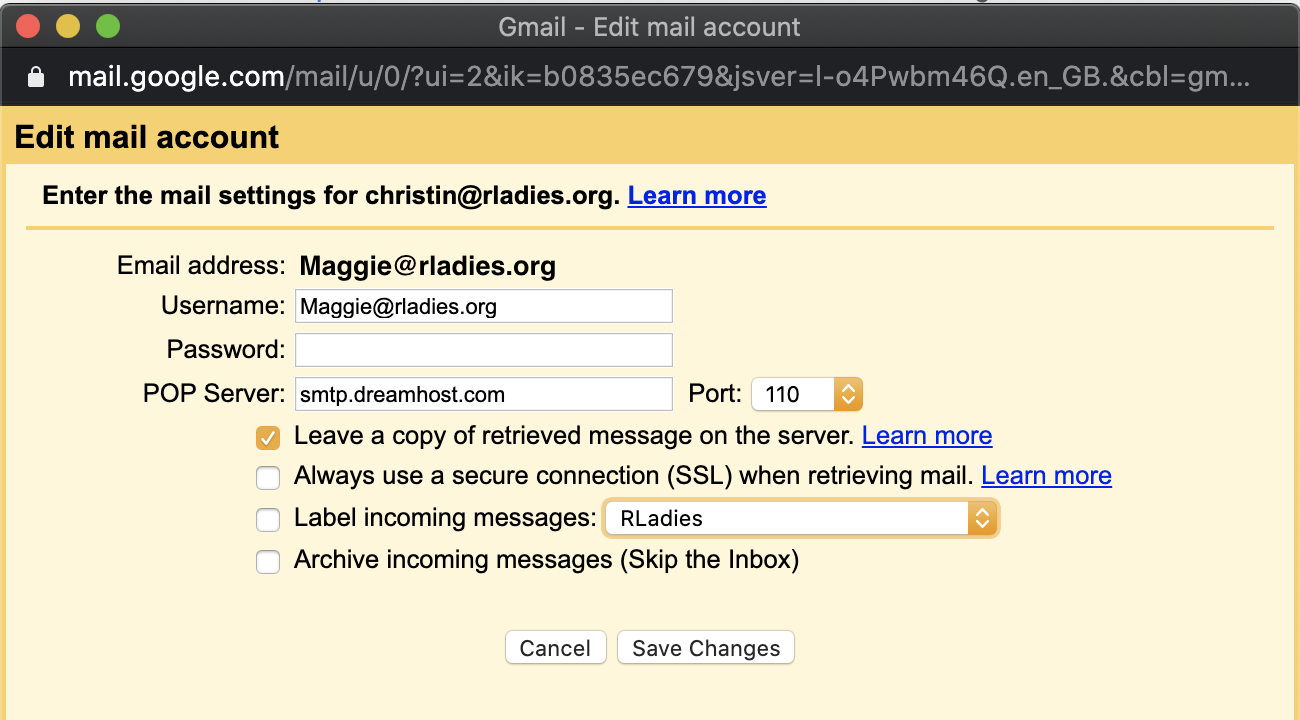 Gmail - Edit mail account
mail.google.com/mail/u/0/?ui=2&ik=b0835ec679&jsver=l-o4Pwbm46Q.en_GB.&cbl=gm...
Edit mail account
Enter the mail settings for christin@rladies.org. Learn more
Email address: Maggie@rladies.org
Username: Maggie@rladies.org
Password:
POP Server: smtp.dreamhost.com Port: 110
Leave a copy of retrieved message on the server. Learn more
Always use a secure connection (SSL) when retrieving mail. Learn more
Label incoming messages: RLadies
Archive incoming messages (Skip the Inbox)
Cancel Save Changes